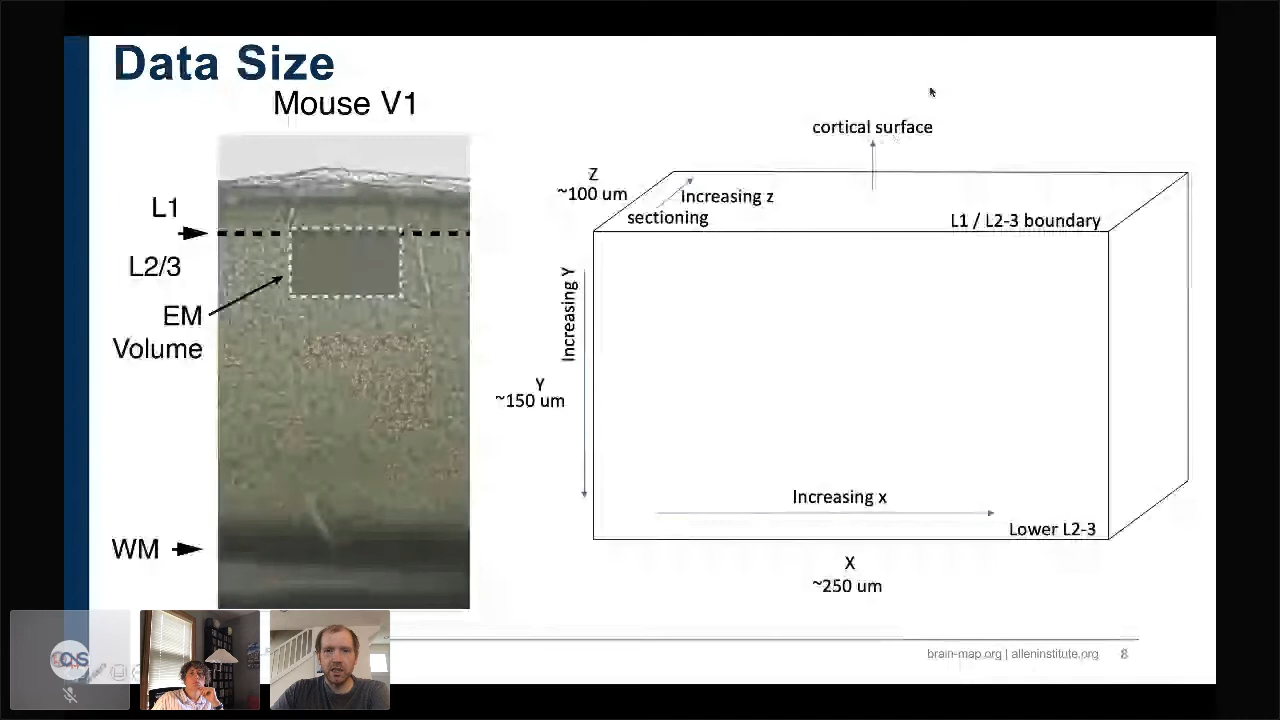 Data Size
Mouse V1
L1
L2/3
EM
Volume
WM
cortical surface
Z
~100 um
Increasing z
sectioning
L1 / L2-3 boundary
Increasing Y
Y
~150 um
Increasing x
Lower L2-3
X
~250 um
brain-map.org | alleninstitute.org
8